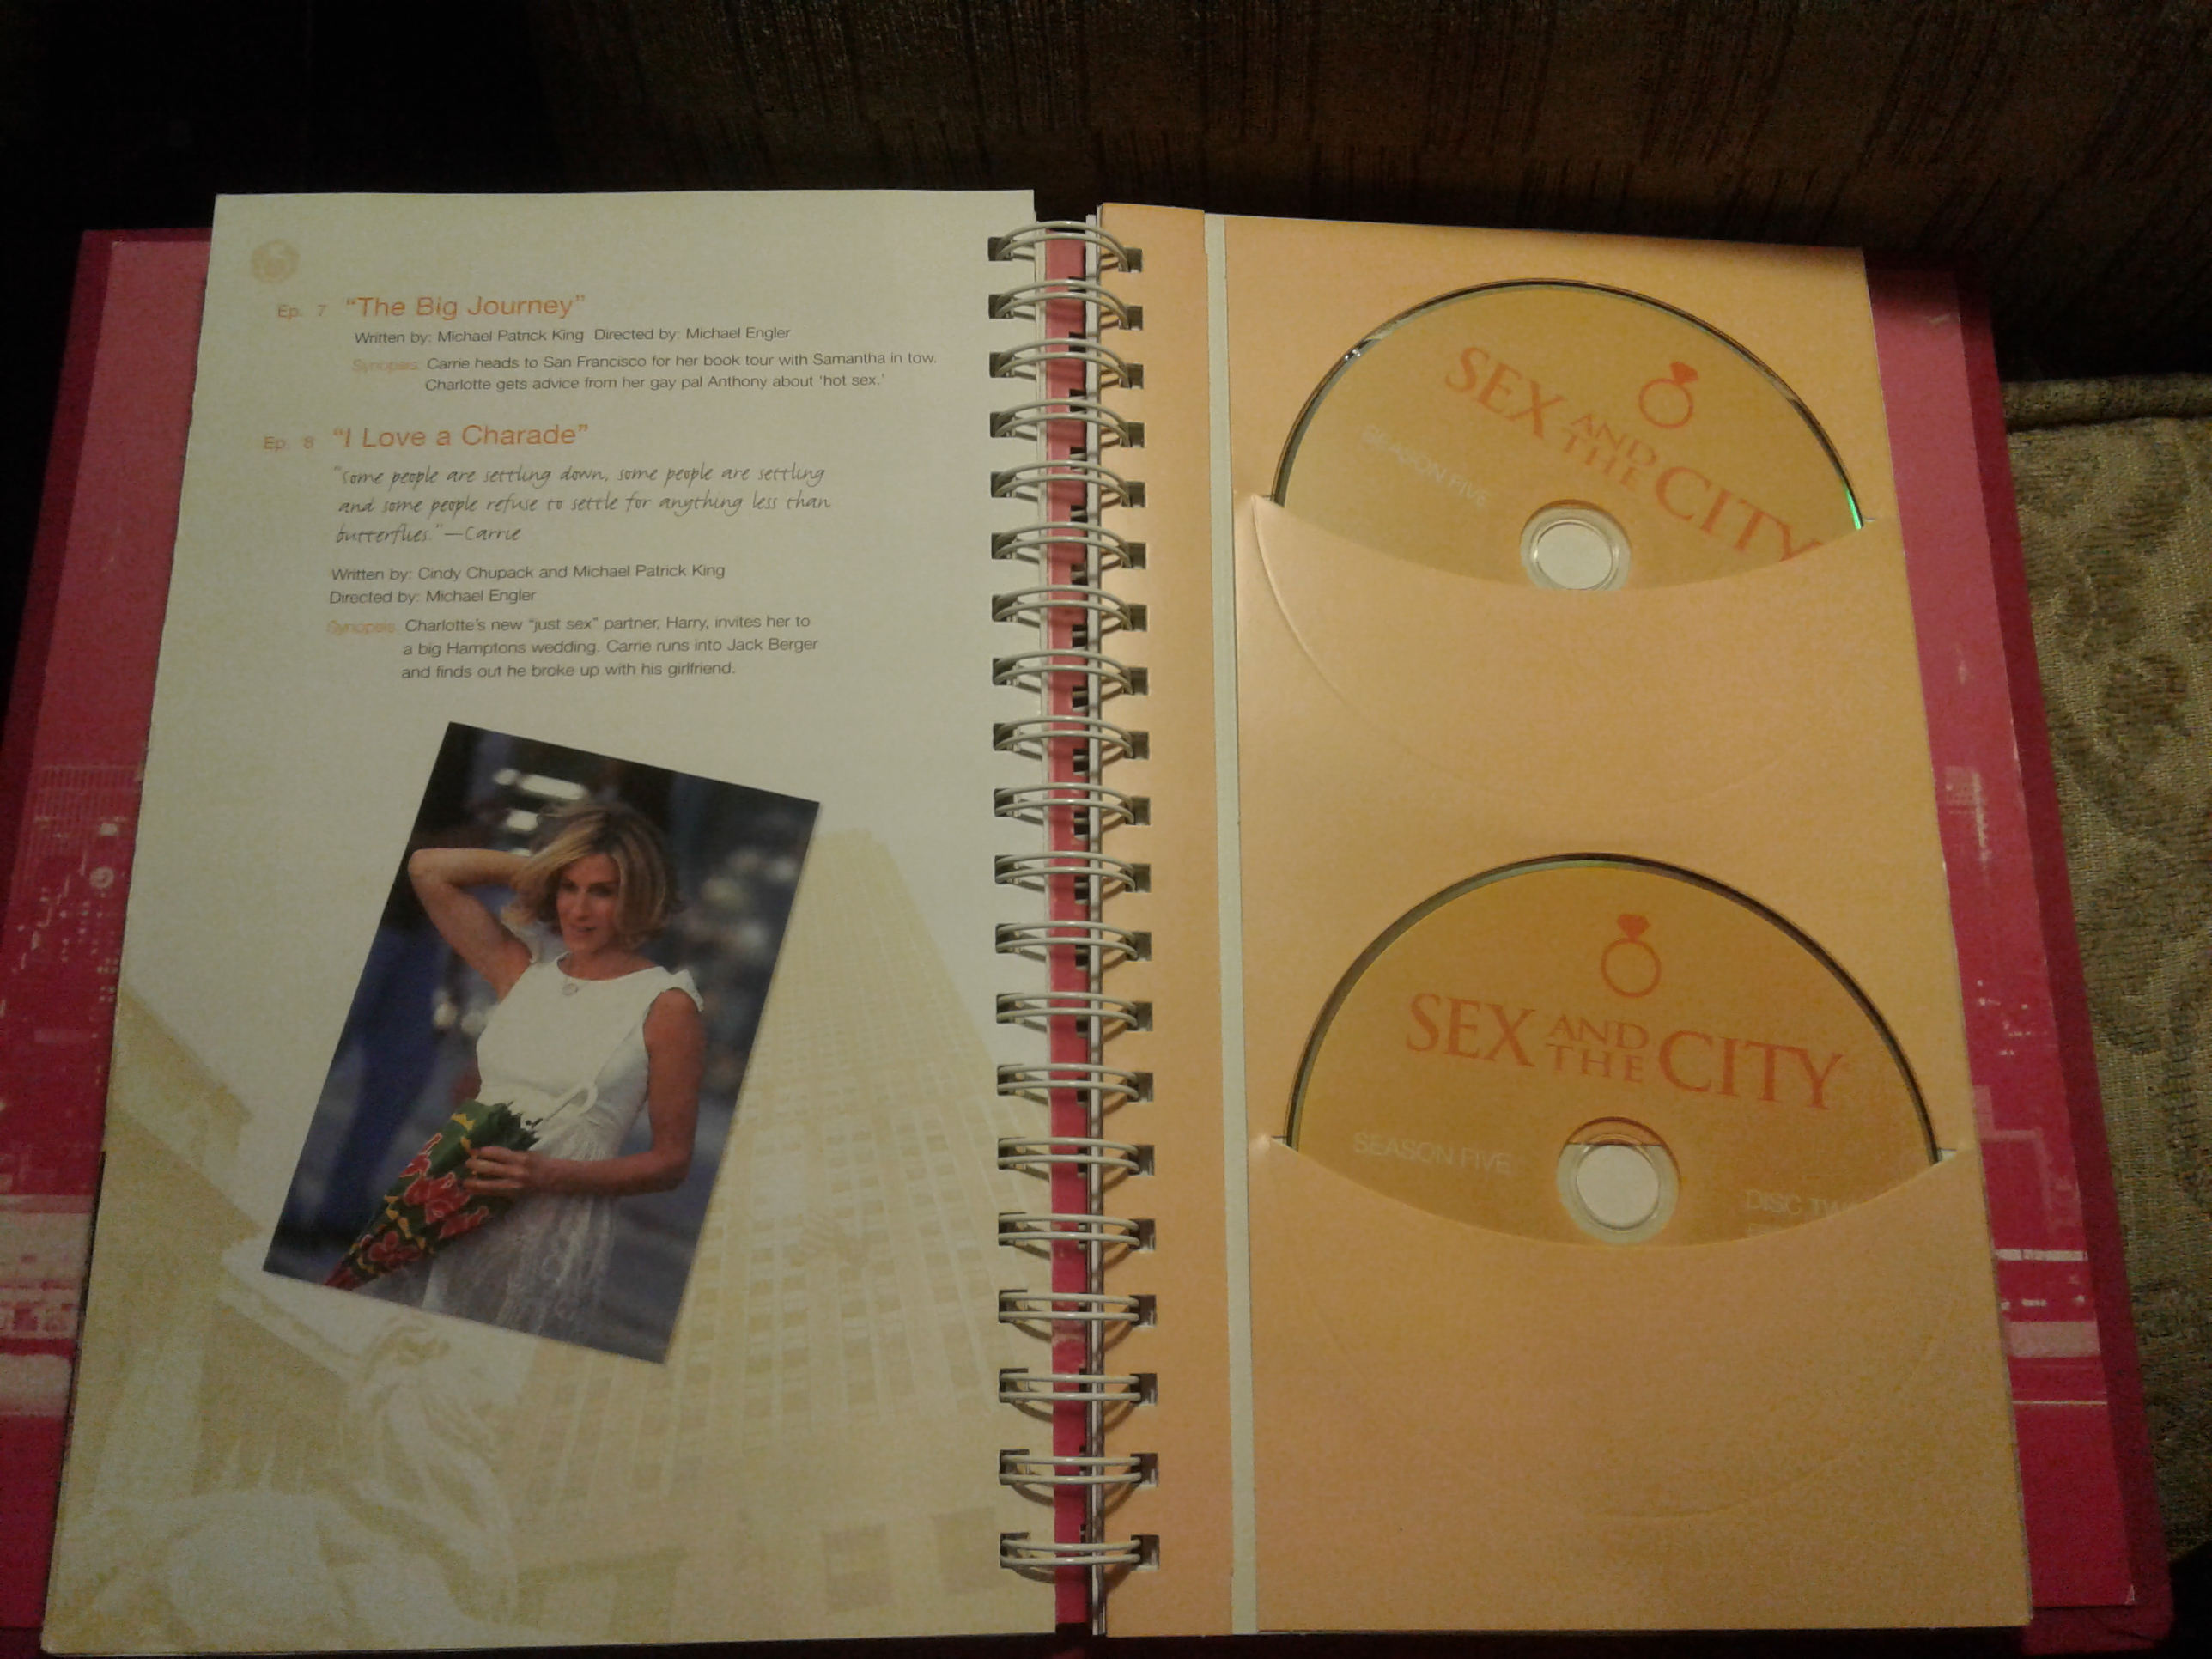 Ep. 7 “The Big Journey”
Written by: Michael Patrick King Directed by: Michael Engler
Synopsis: Carrie heads to San Francisco for her book tour with Samantha in tow.
Charlotte gets advice from her gay pal Anthony about ‘hot sex.’
Ep. 8 “I Love a Charade”
“Some people are settling down, some people are settling
and some people refuse to settle for anything less than
butterflies.” —Carrie
Written by: Cindy Chupack and Michael Patrick King
Directed by: Michael Engler
Synopsis: Charlotte's new “just sex” partner, Harry, invites her to
a big Hamptons wedding. Carrie runs into Jack Berger
and finds out he broke up with his girlfriend.
SEX AND THE CITY
SEASON FIVE
SEX AND THE CITY
SEASON FIVE
DISC TW